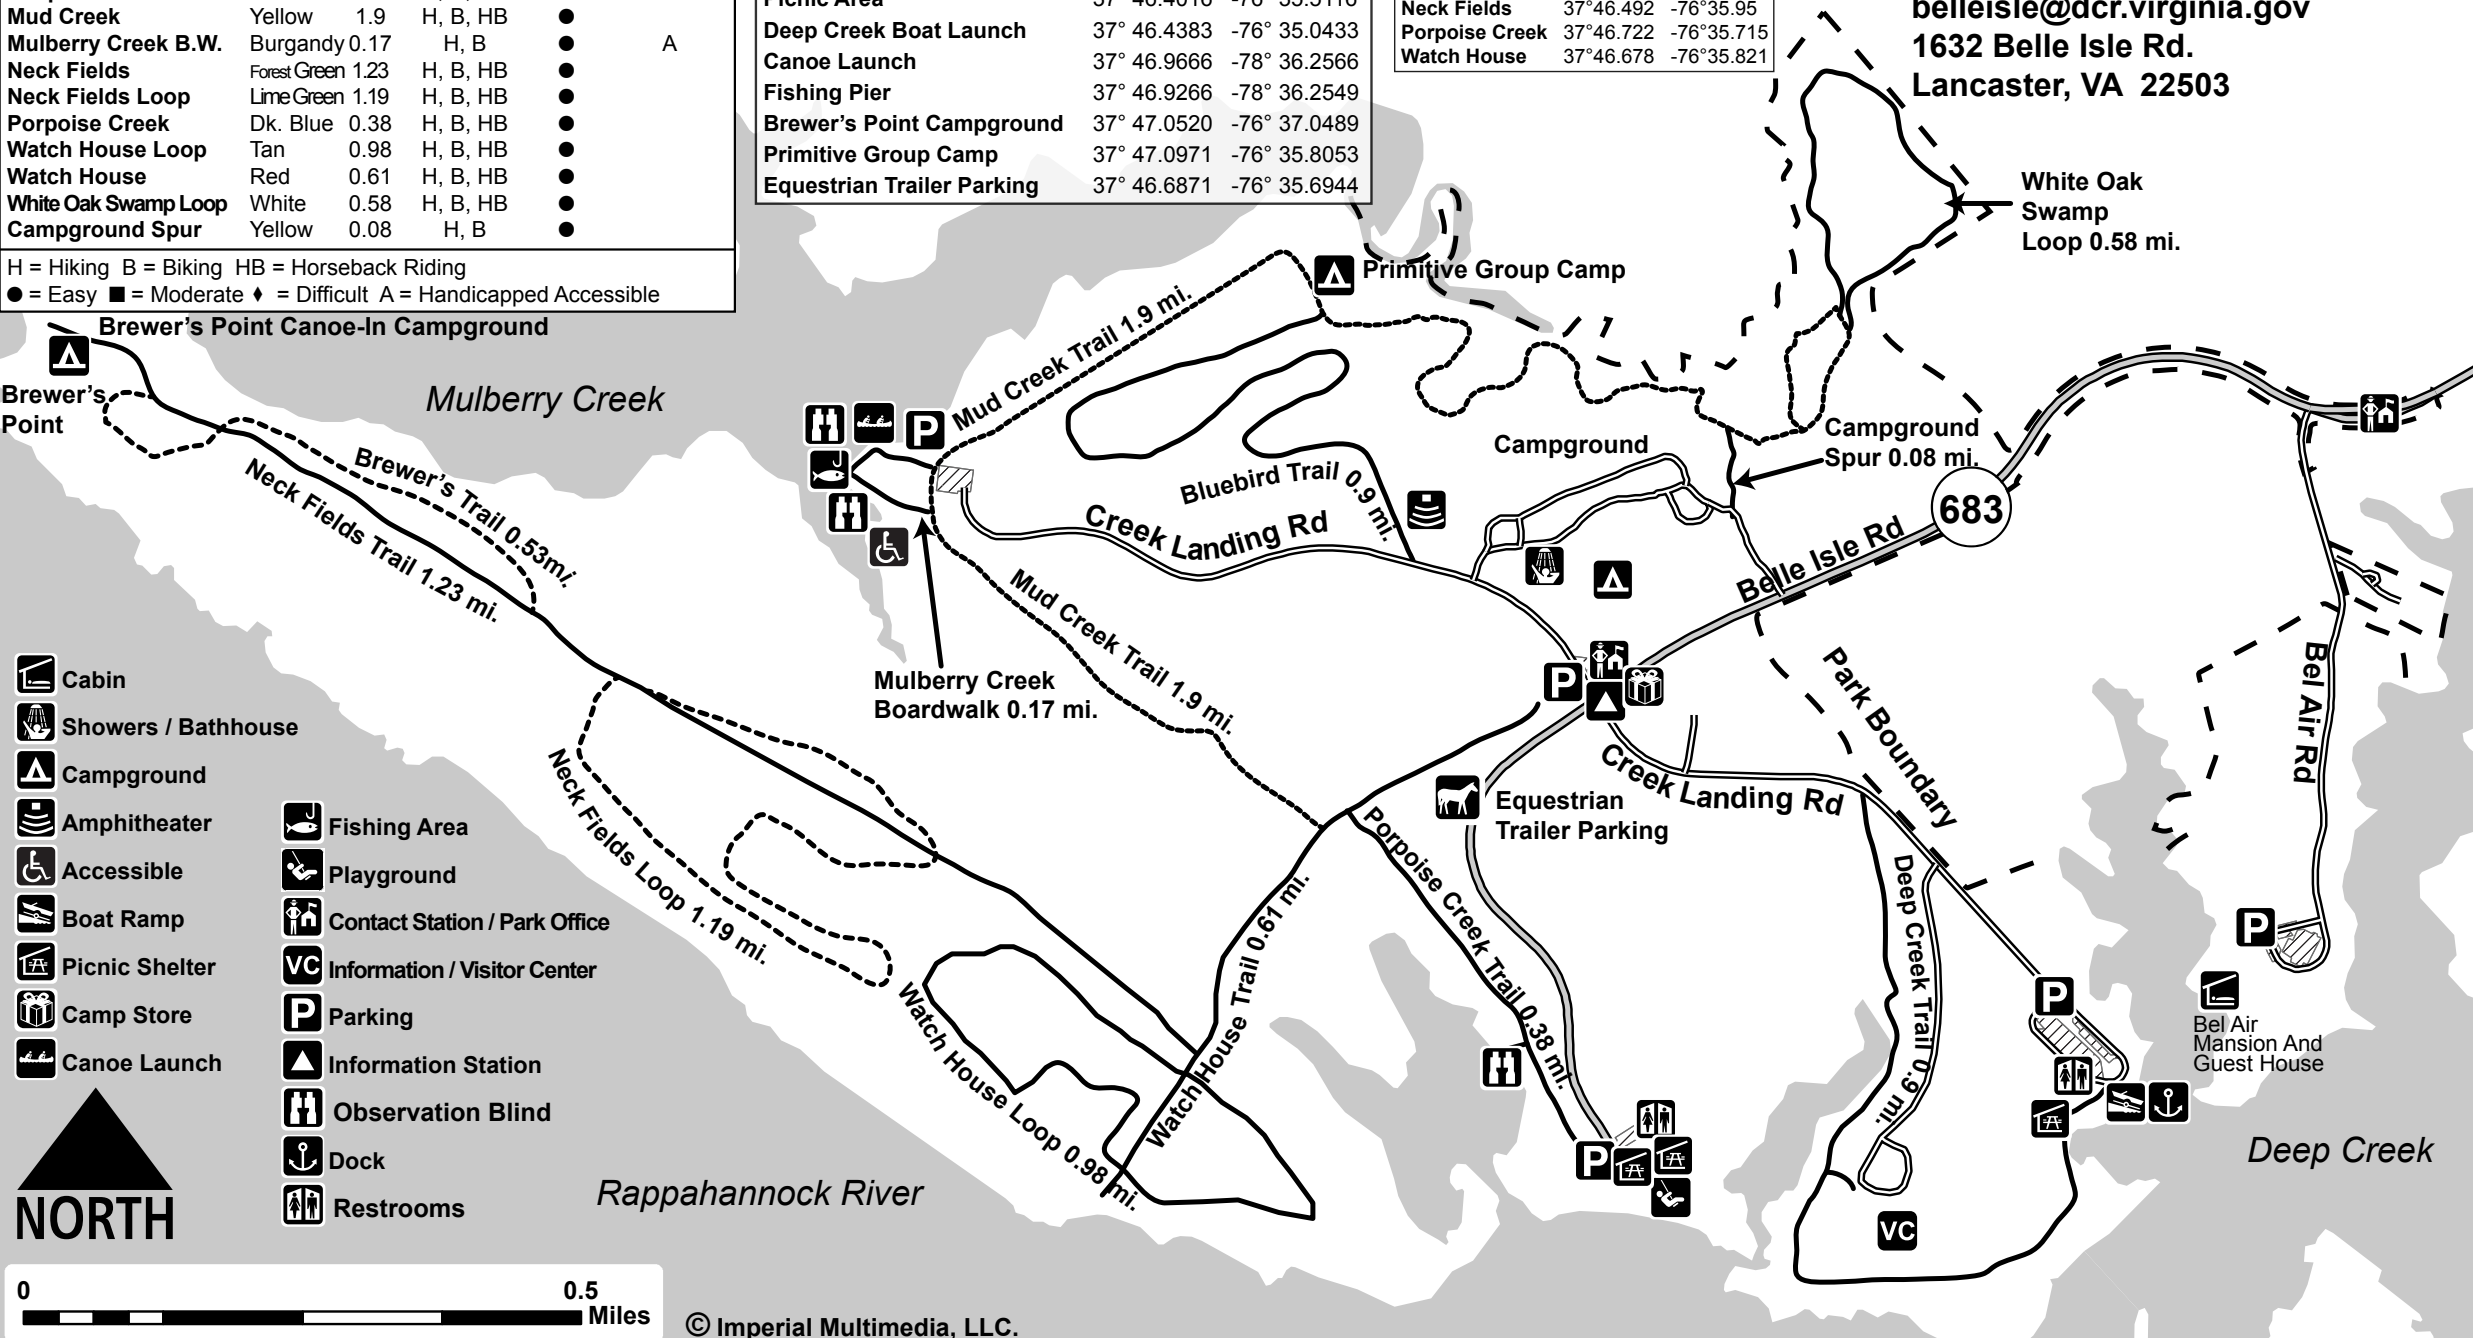 Mud Creek Yellow 1.9 H, B, HB ●
Mulberry Creek B.W. Burgandy 0.17 H, B ● A
Neck Fields Forest Green 1.23 H, B, HB ●
Neck Fields Loop Lime Green 1.19 H, B, HB ●
Porpoise Creek Dk. Blue 0.38 H, B, HB ●
Watch House Loop Tan 0.98 H, B, HB ●
Watch House Red 0.61 H, B, HB ●
White Oak Swamp Loop White 0.58 H, B, HB ●
Campground Spur Yellow 0.08 H, B ●
H = Hiking B = Biking HB = Horseback Riding
● = Easy ■ = Moderate ♦ = Difficult A = Handicapped Accessible
Picnic Area
Deep Creek Boat Launch 37° 46.4383 -76° 35.0433
Canoe Launch 37° 46.9666 -78° 36.2566
Fishing Pier 37° 46.9266 -78° 36.2549
Brewer's Point Campground 37° 47.0520 -76° 37.0489
Primitive Group Camp 37° 47.0971 -76° 35.8053
Equestrian Trailer Parking 37° 46.6871 -76° 35.6944
Neck Fields 37°46.492 -76°35.95
Porpoise Creek 37°46.722 -76°35.715
Watch House 37°46.678 -76°35.821
belleisle@dcr.virginia.gov
1632 Belle Isle Rd.
Lancaster, VA 22503
White Oak
Swamp
Loop 0.58 mi.
Primitive Group Camp
Brewer's Point Canoe-In Campground
Brewer's
Point
Mulberry Creek
Mud Creek Trail 1.9 mi.
P
Brewer's Trail 0.53mi.
Neck Fields Trail 1.23 mi.
Bluebird Trail 0.9 mi.
Campground
Campground
Spur 0.08 mi.
Creek Landing Rd
683
Belle Isle Rd
Mud Creek Trail 1.9 mi.
Mulberry Creek
Boardwalk 0.17 mi.
P
Park Boundary
Bel Air Rd
Creek Landing Rd
Equestrian
Trailer Parking
Neck Fields Loop 1.19 mi.
Porpoise Creek Trail 0.38 mi.
Watch House Trail 0.61 mi.
Watch House Loop 0.98 mi.
Deep Creek Trail 0.9 mi.
P
P
P
VC
Bel Air
Mansion And
Guest House
Deep Creek
Rappahannock River
Cabin
Showers / Bathhouse
Campground
Amphitheater
Accessible
Boat Ramp
Picnic Shelter
Camp Store
Canoe Launch
Fishing Area
Playground
Contact Station / Park Office
VC Information / Visitor Center
P Parking
Information Station
Observation Blind
Dock
Restrooms
NORTH
0 0.5
Miles
© Imperial Multimedia, LLC.